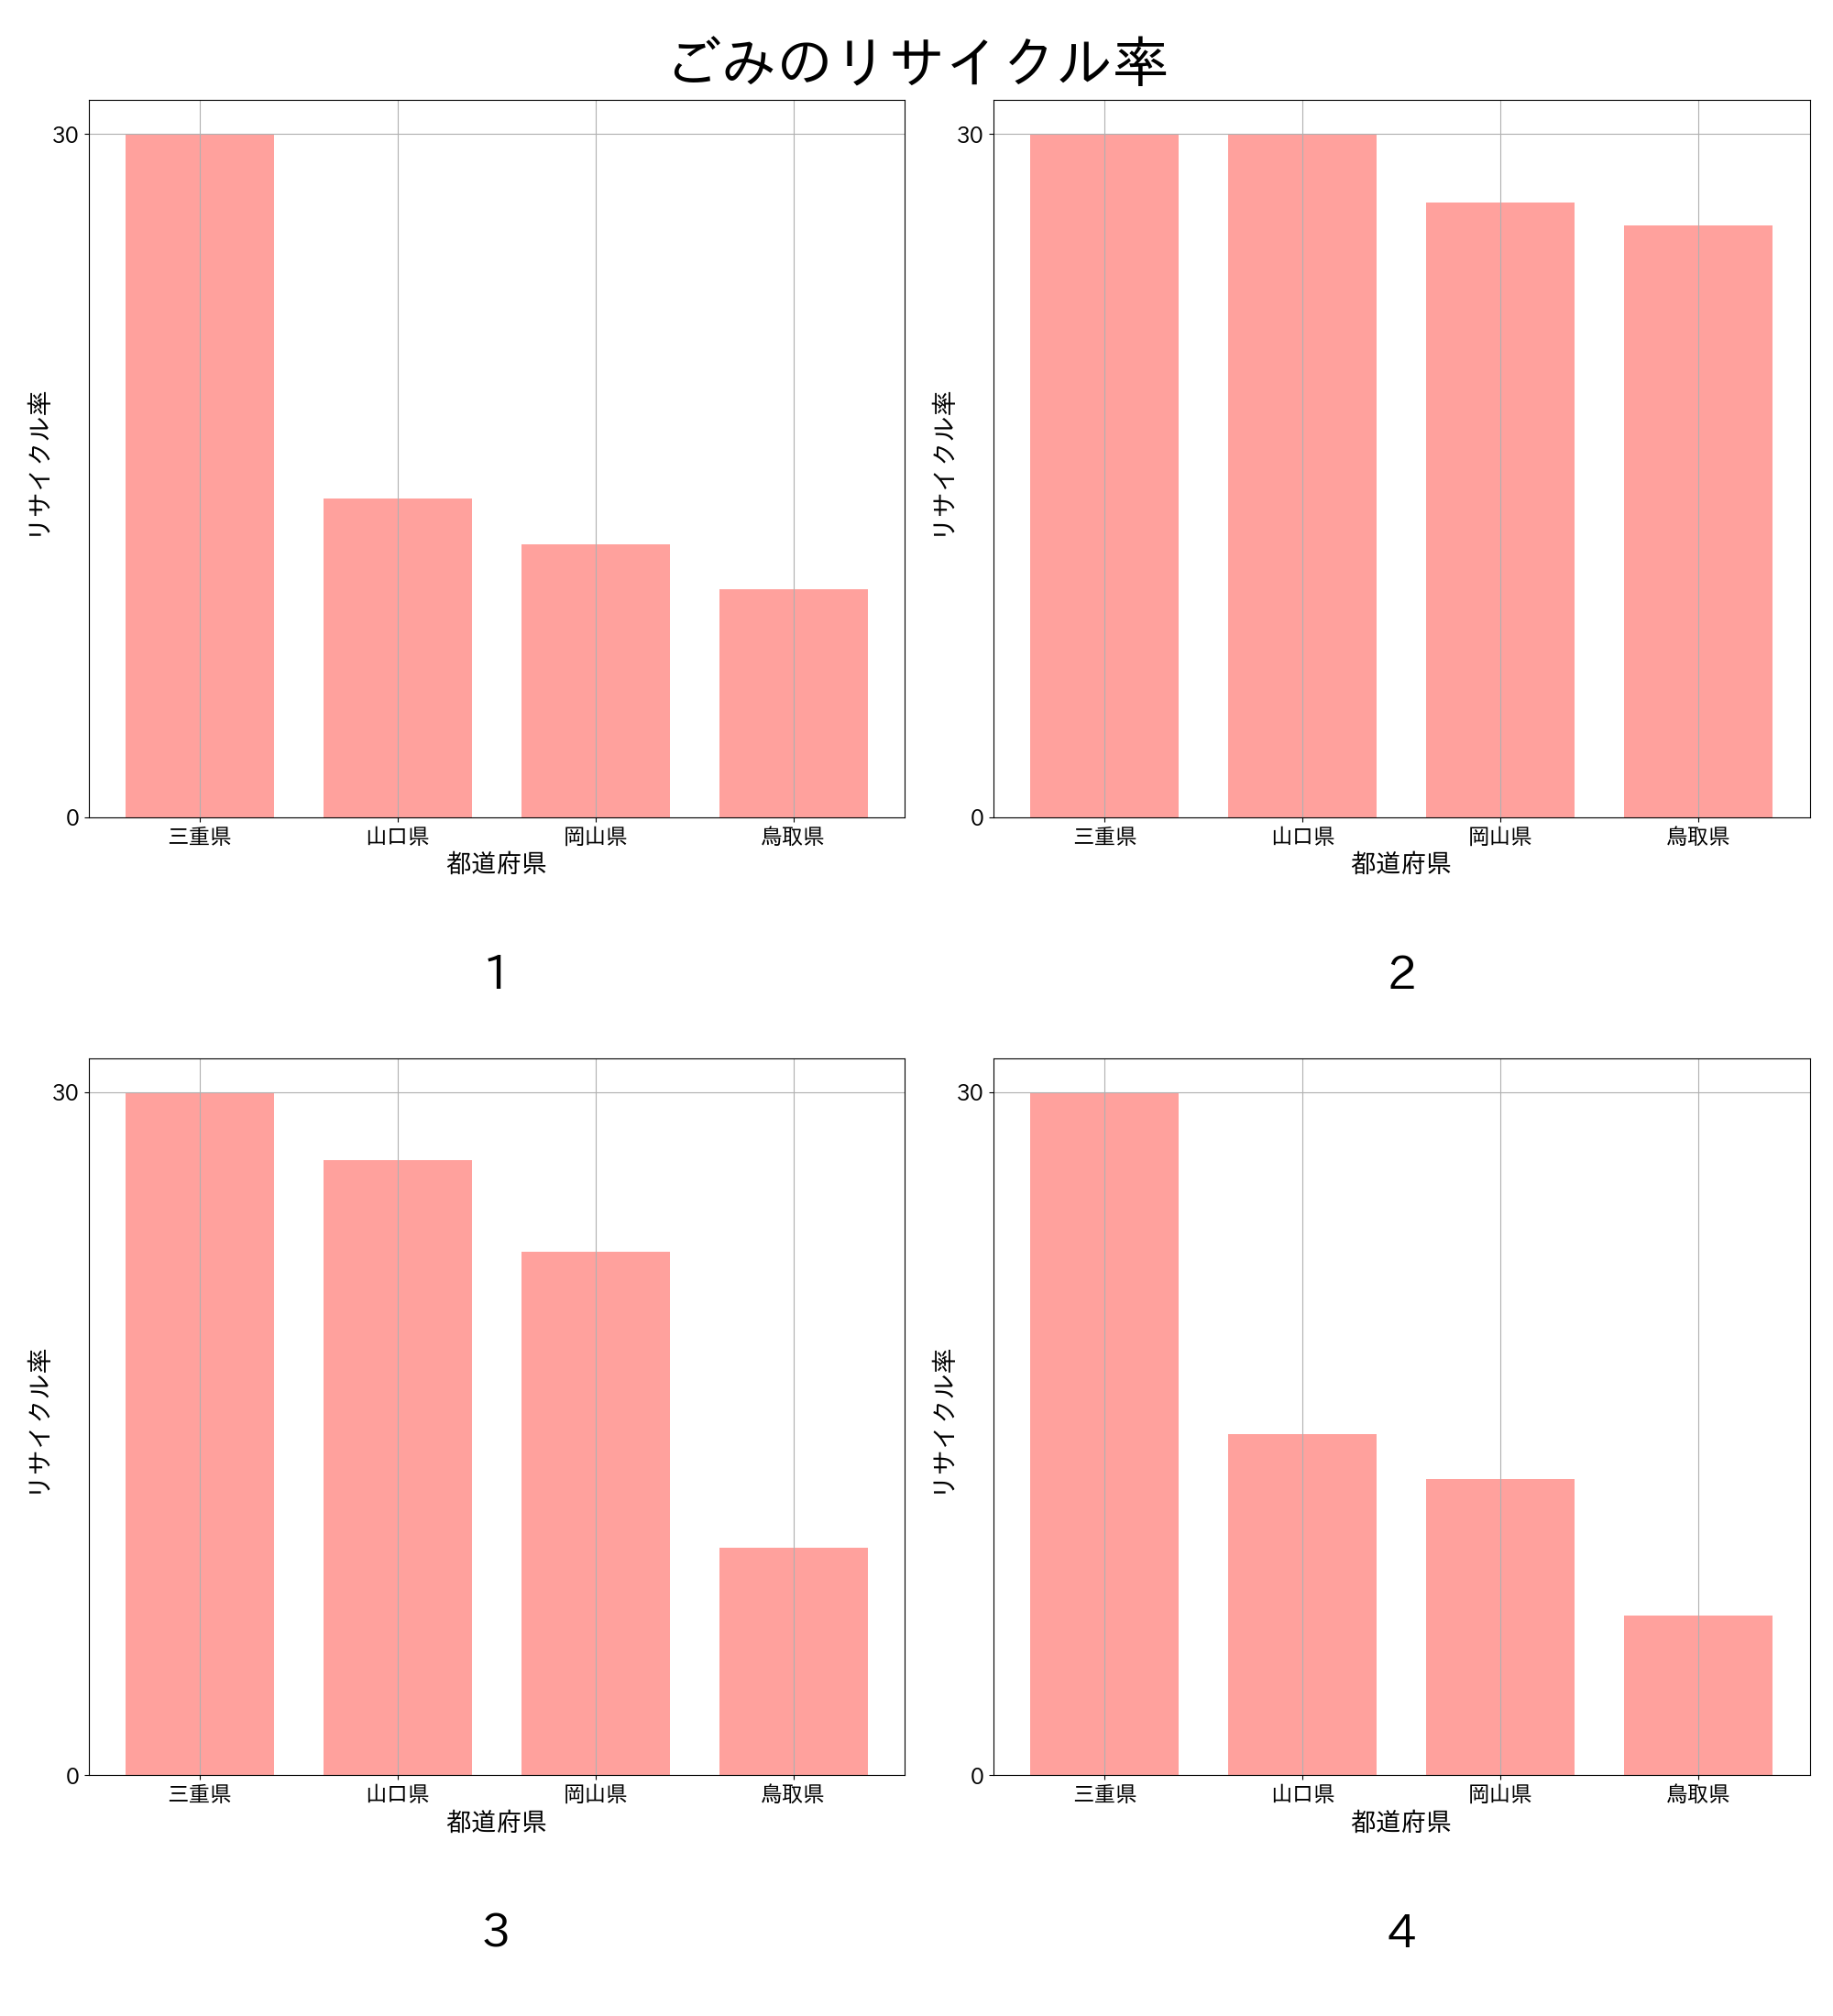 ごみのリサイクル率
30
0
リサイクル率
三重県 山口県 岡山県 鳥取県
都道府県
1
30
0
リサイクル率
三重県 山口県 岡山県 鳥取県
都道府県
2
30
0
リサイクル率
三重県 山口県 岡山県 鳥取県
都道府県
3
30
0
リサイクル率
三重県 山口県 岡山県 鳥取県
都道府県
4